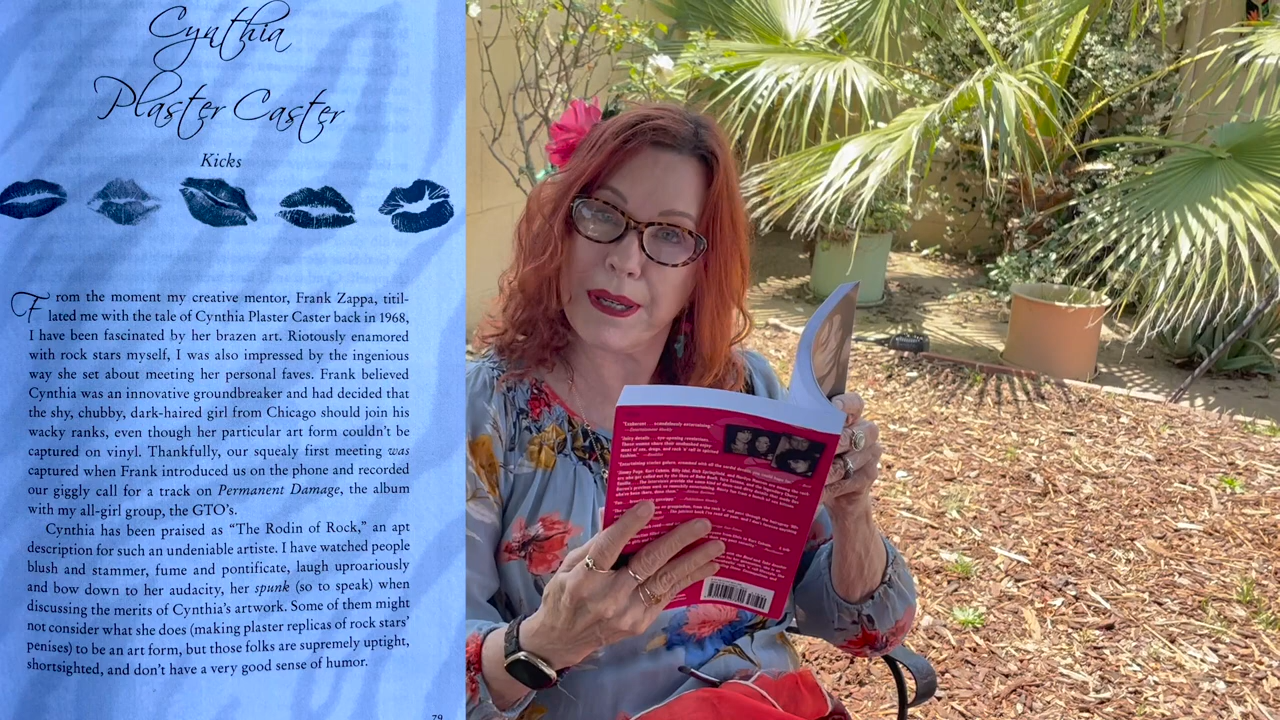 Cynthia
Plaster Caster
Kicks
From the moment my creative mentor, Frank Zappa, titil-
lated me with the tale of Cynthia Plaster Caster back in 1968,
I have been fascinated by her brazen art. Riotously enamored
with rock stars myself, I was also impressed by the ingenious
way she set about meeting her personal faves. Frank believed
Cynthia was an innovative groundbreaker and had decided that
the shy, chubby, dark-haired girl from Chicago should join his
wacky ranks, even though her particular art form couldn't be
captured on vinyl. Though our actual oral/aural first meeting was
captured when Frank introduced us on the phone and recorded
our giggly call for a track on Permanent Damage, the album I did
with my all-girl group, the GTO's.
Cynthia has been praised as the "Rodin of Rock," an apt
description for such an undeniable artiste. I have watched people
blush and stammer, fume and pontificate, laugh uproariously
and bow down to her audacity, her spunk (so to speak) when
discussing the merits of Cynthia's artwork. Some of them might
not consider what she does (making plaster replicas of rock stars'
penises) to be an art form, but those folks are supremely uptight,
shortsighted, and don't have a very good sense of humor.
79
"Exuberant . . . scandalously entertaining."
—Entertainment Weekly